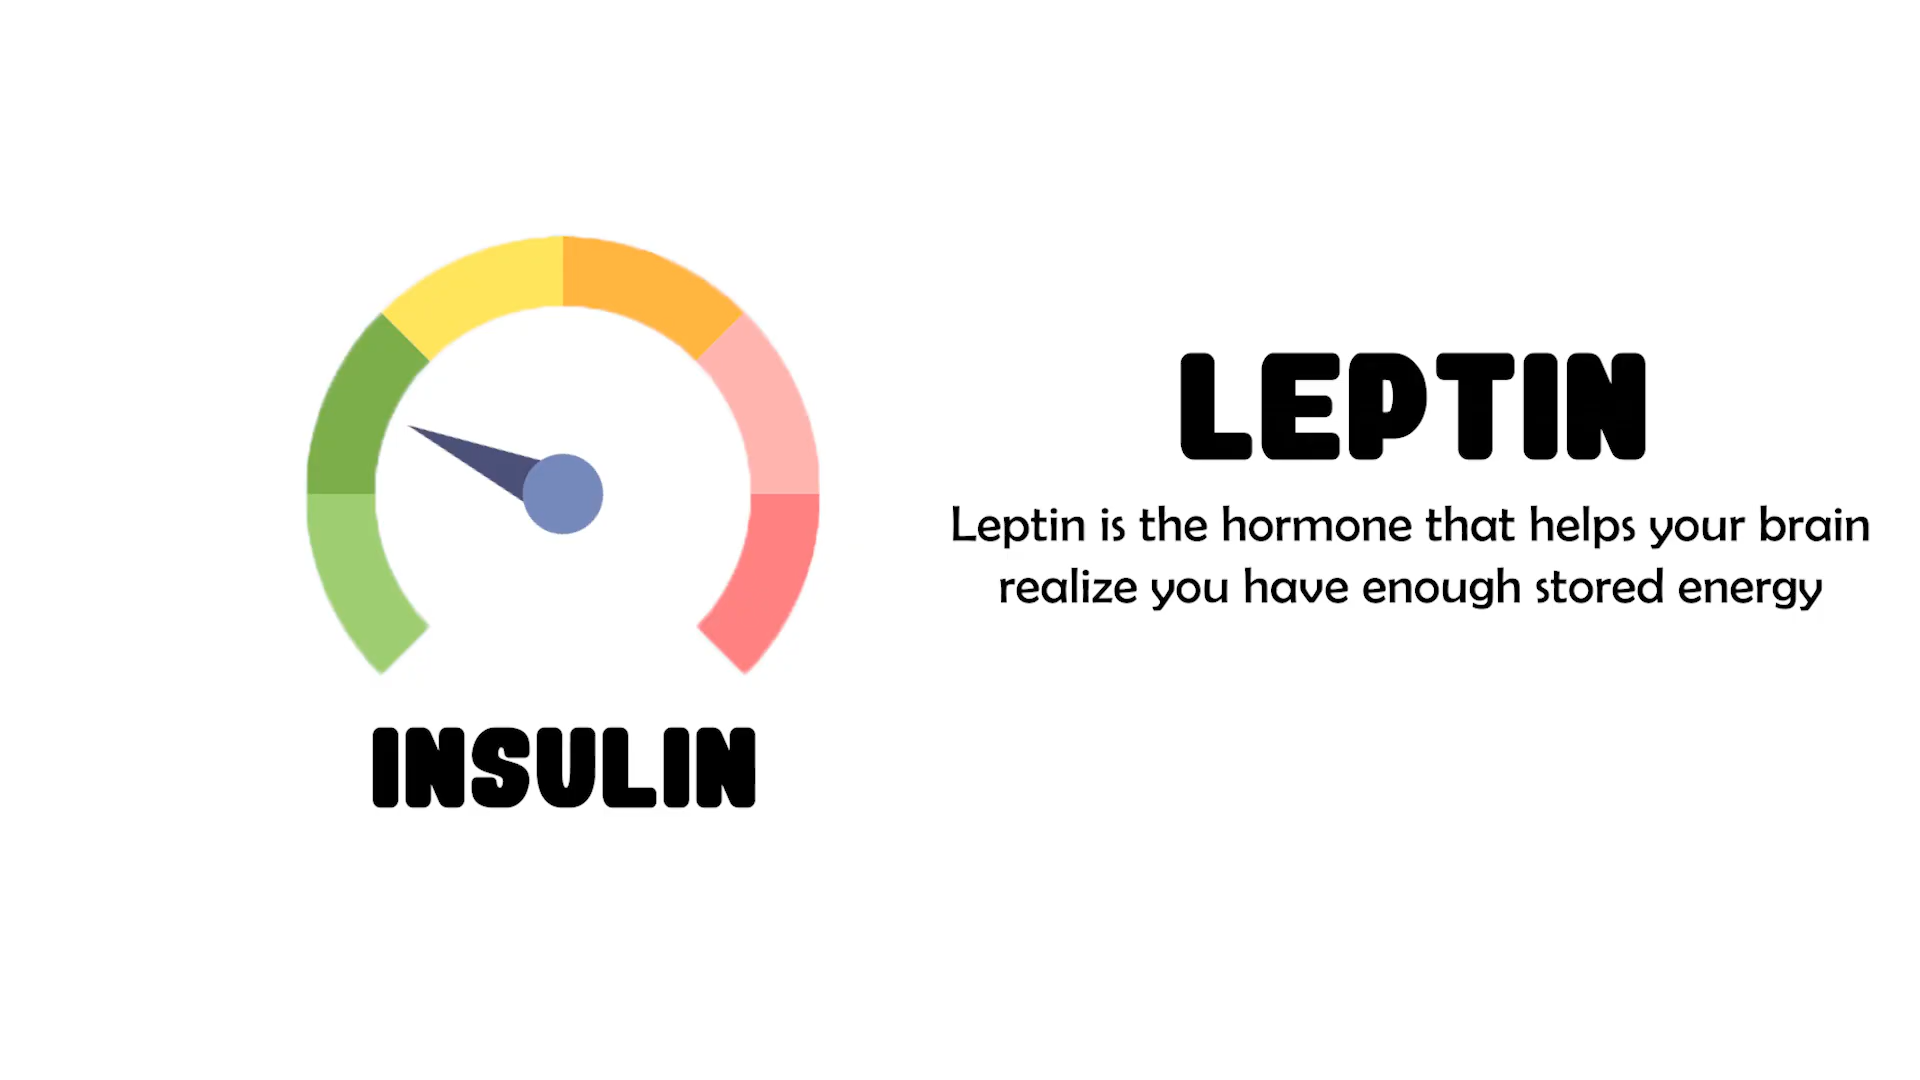 INSULIN
LEPTIN
Leptin is the hormone that helps your brain
realize you have enough stored energy